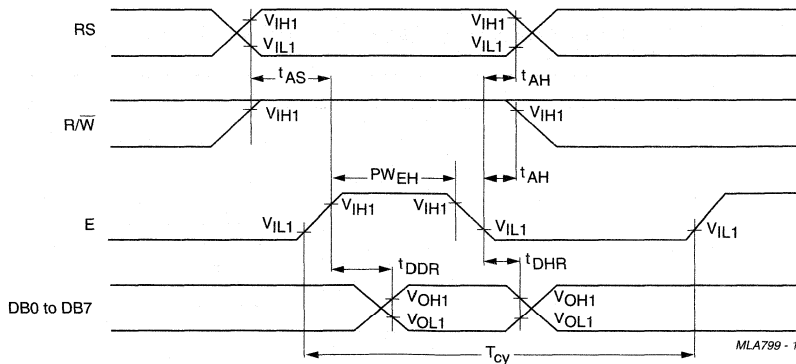 RS
VIH1
VIL1
VIH1
VIL1
tAS
tAH
R/W̅
VIH1
VIH1
tAH
PWEH
E
VIL1
VIH1
VIH1
VIL1
VIL1
tDDR
tDHR
DB0 to DB7
VOH1
VOL1
VOH1
VOL1
Tcy
MLA799 - 1